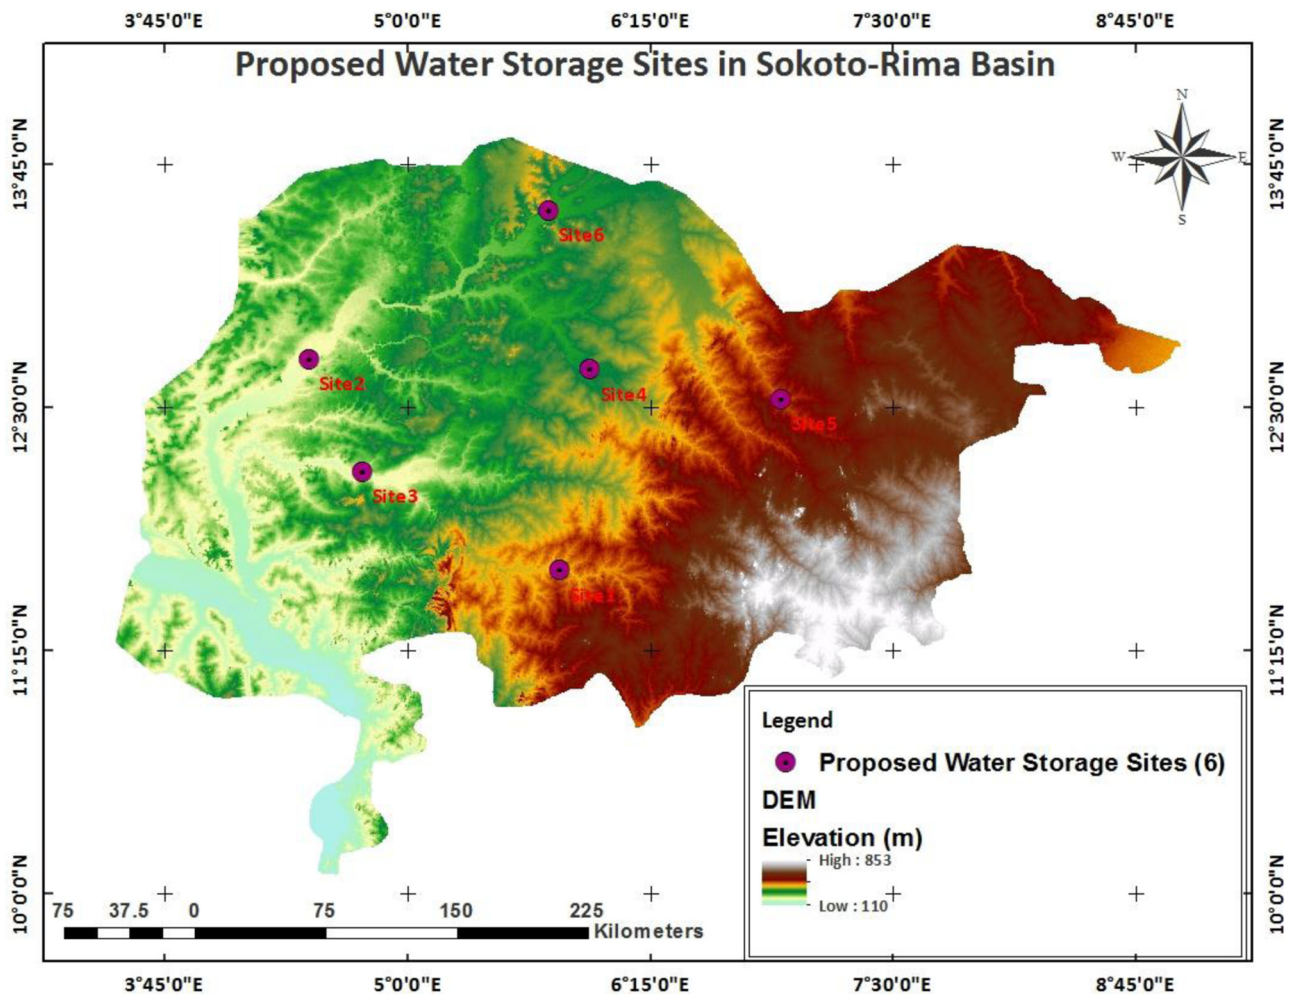 3°45'0"E 5°0'0"E 6°15'0"E 7°30'0"E 8°45'0"E
Proposed Water Storage Sites in Sokoto-Rima Basin
N
W E
S
13°45'0"N 13°45'0"N
Site6
Site2
Site4
12°30'0"N 12°30'0"N
Site5
Site3
Site1
11°15'0"N 11°15'0"N
Legend
Proposed Water Storage Sites (6)
DEM
Elevation (m)
High : 853
Low : 110
10°0'0"N 10°0'0"N
75 37.5 0 75 150 225
Kilometers
3°45'0"E 5°0'0"E 6°15'0"E 7°30'0"E 8°45'0"E